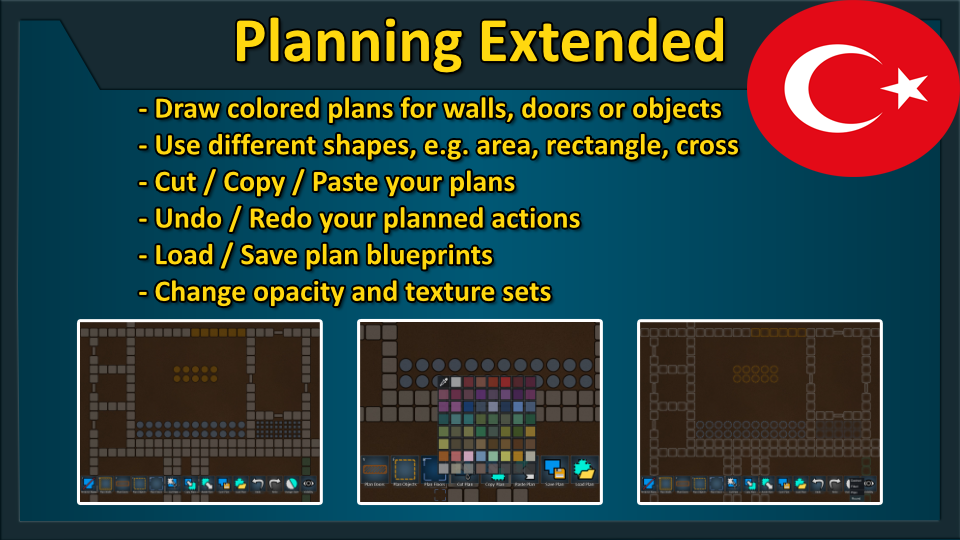 Planning Extended
- Draw colored plans for walls, doors or objects
- Use different shapes, e.g. area, rectangle, cross
- Cut / Copy / Paste your plans
- Undo / Redo your planned actions
- Load / Save plan blueprints
- Change opacity and texture sets
Plan Doors Plan Objects Plan Floors Cut Plan Copy Plan Paste Plan Save Plan Load Plan